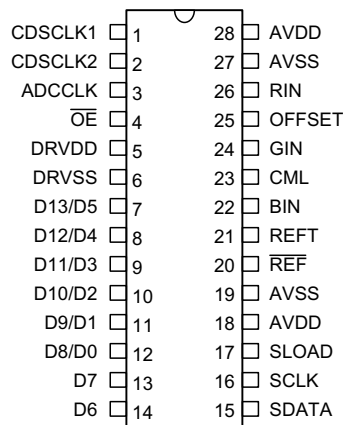 CDSCLK1 1 28 AVDD
CDSCLK2 2 27 AVSS
ADCCLK 3 26 RIN
O̅E̅ 4 25 OFFSET
DRVDD 5 24 GIN
DRVSS 6 23 CML
D13/D5 7 22 BIN
D12/D4 8 21 REFT
D11/D3 9 20 R̅E̅F̅
D10/D2 10 19 AVSS
D9/D1 11 18 AVDD
D8/D0 12 17 SLOAD
D7 13 16 SCLK
D6 14 15 SDATA